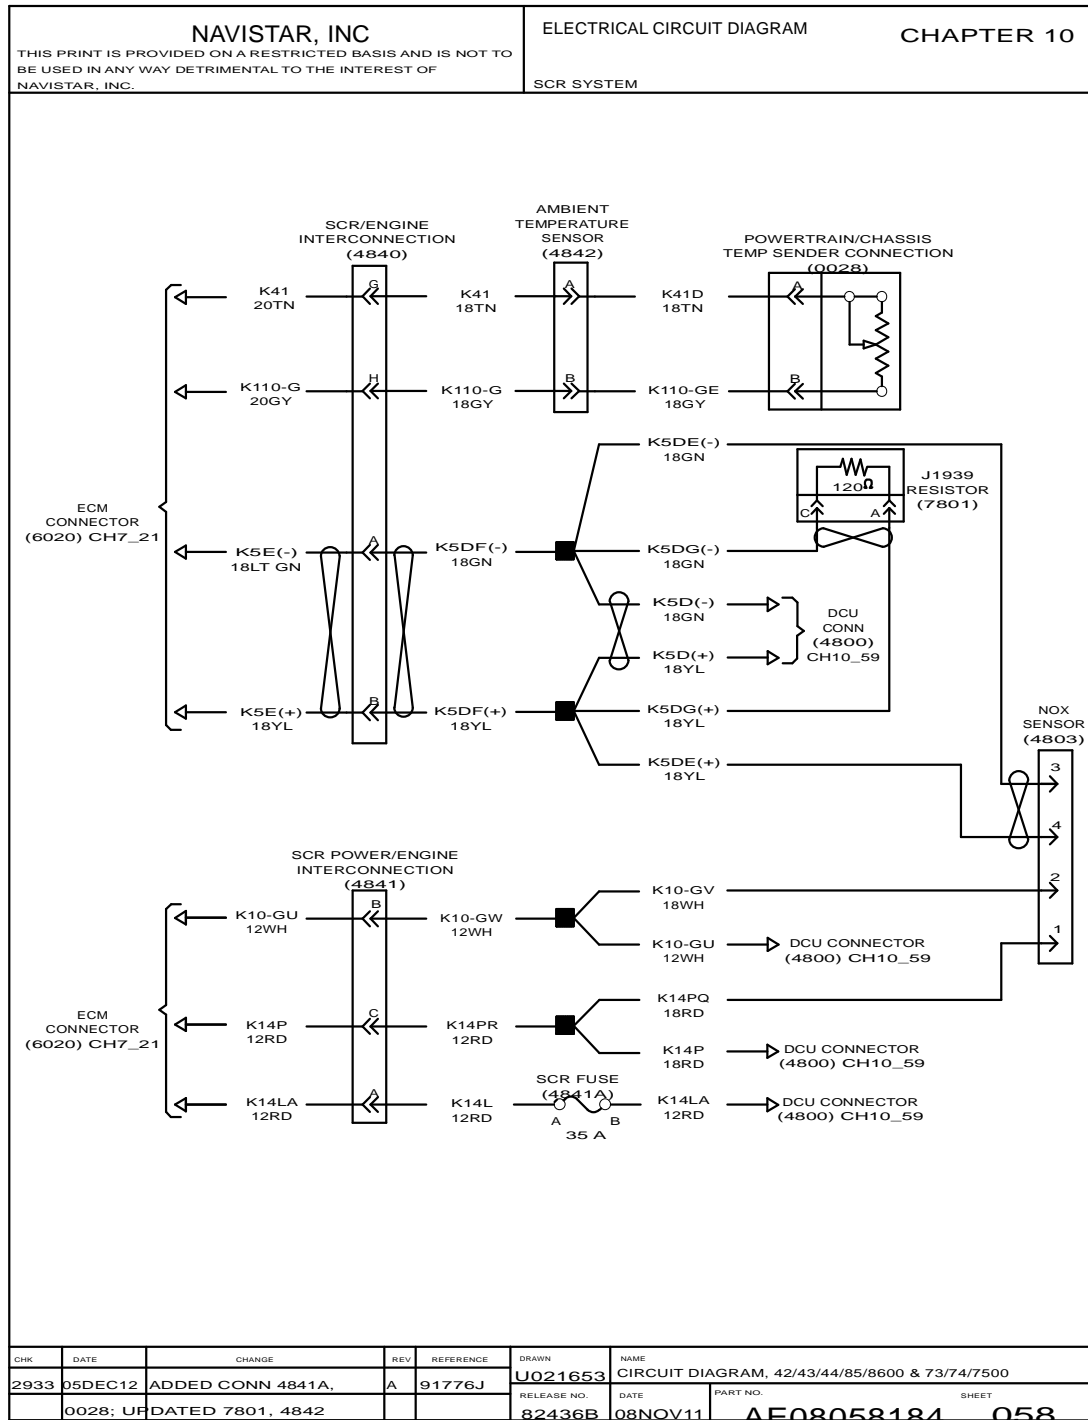 NAVISTAR, INC
THIS PRINT IS PROVIDED ON A RESTRICTED BASIS AND IS NOT TO
BE USED IN ANY WAY DETRIMENTAL TO THE INTEREST OF
NAVISTAR, INC.
ELECTRICAL CIRCUIT DIAGRAM
CHAPTER 10
SCR SYSTEM
SCR/ENGINE
INTERCONNECTION
(4840)
AMBIENT
TEMPERATURE
SENSOR
(4842)
POWERTRAIN/CHASSIS
TEMP SENDER CONNECTION
(0028)
K41
20TN
G
K41
18TN
A
K41D
18TN
A
K110-G
20GY
H
K110-G
18GY
B
K110-GE
18GY
B
K5DE(-)
18GN
120Ω
C
A
J1939
RESISTOR
(7801)
ECM
CONNECTOR
(6020) CH7_21
K5E(-)
18LT GN
A
K5DF(-)
18GN
K5DG(-)
18GN
K5D(-)
18GN
K5D(+)
18YL
DCU
CONN
(4800)
CH10_59
K5E(+)
18YL
B
K5DF(+)
18YL
K5DG(+)
18YL
K5DE(+)
18YL
NOX
SENSOR
(4803)
3
4
2
1
SCR POWER/ENGINE
INTERCONNECTION
(4841)
K10-GU
12WH
B
K10-GW
12WH
K10-GV
18WH
K10-GU
12WH
DCU CONNECTOR
(4800) CH10_59
ECM
CONNECTOR
(6020) CH7_21
K14P
12RD
C
K14PR
12RD
K14PQ
18RD
K14P
18RD
DCU CONNECTOR
(4800) CH10_59
K14LA
12RD
A
K14L
12RD
SCR FUSE
(4841A)
A
B
35 A
K14LA
12RD
DCU CONNECTOR
(4800) CH10_59
CHK DATE CHANGE REV REFERENCE
2933 05DEC12 ADDED CONN 4841A, A 91776J
0028; UPDATED 7801, 4842
DRAWN
U021653
NAME
CIRCUIT DIAGRAM, 42/43/44/85/8600 & 73/74/7500
RELEASE NO.
82436B
DATE
08NOV11
PART NO.
AE08058184
SHEET
058